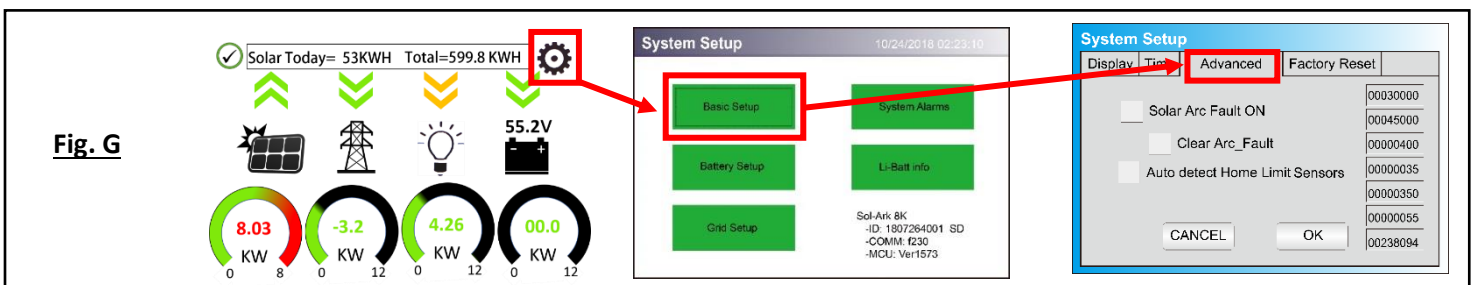 Fig. G
Solar Today= 53KWH Total=599.8 KWH
55.2V
- +
8.03
KW
0 8
-3.2
KW
0 12
4.26
KW
0 12
00.0
KW
0 12
System Setup 10/24/2018 02:23:10
Basic Setup
System Alarms
Battery Setup
Li-Batt info
Grid Setup
Sol-Ark 8K
-ID: 1807264001 SD
-COMM: f230
-MCU: Ver1573
System Setup
Display Time Advanced Factory Reset
Solar Arc Fault ON
Clear Arc_Fault
Auto detect Home Limit Sensors
CANCEL OK
00030000
00045000
00000400
00000035
00000350
00000055
00238094